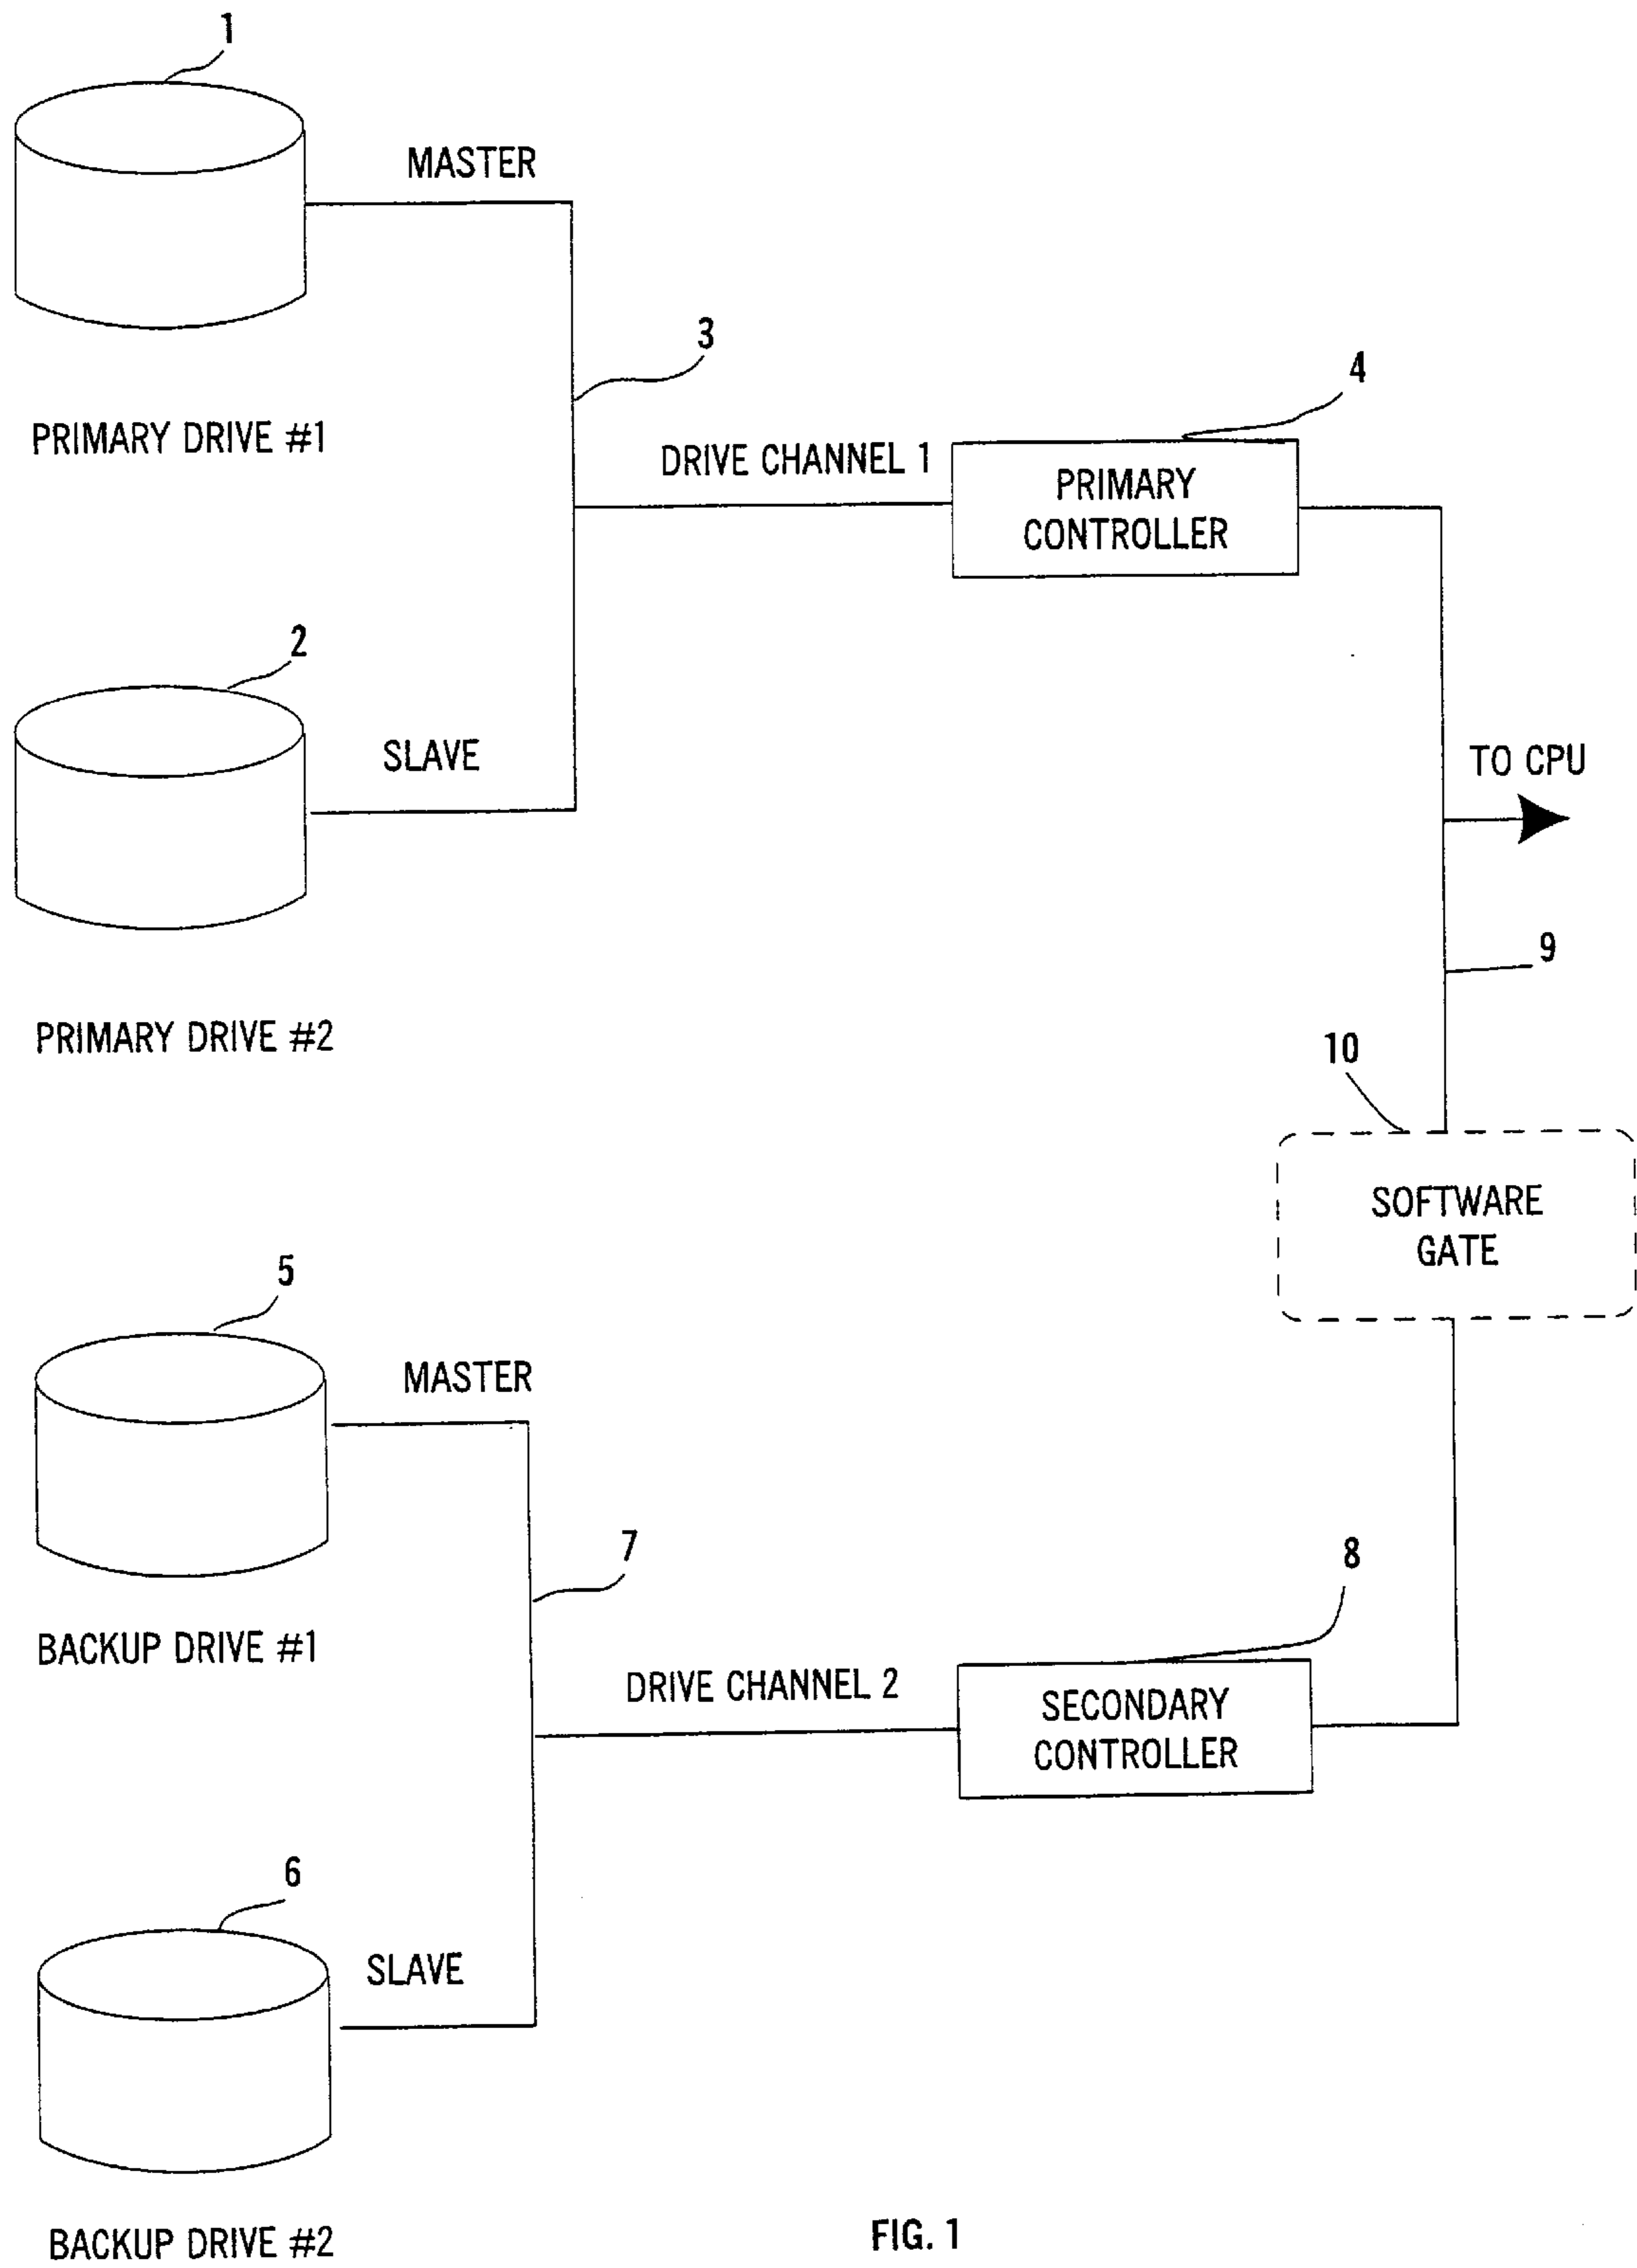 1
MASTER
3
4
PRIMARY DRIVE #1
DRIVE CHANNEL 1
PRIMARY
CONTROLLER
2
SLAVE
TO CPU
9
PRIMARY DRIVE #2
10
SOFTWARE
GATE
5
MASTER
7
8
BACKUP DRIVE #1
DRIVE CHANNEL 2
SECONDARY
CONTROLLER
6
SLAVE
BACKUP DRIVE #2
FIG. 1